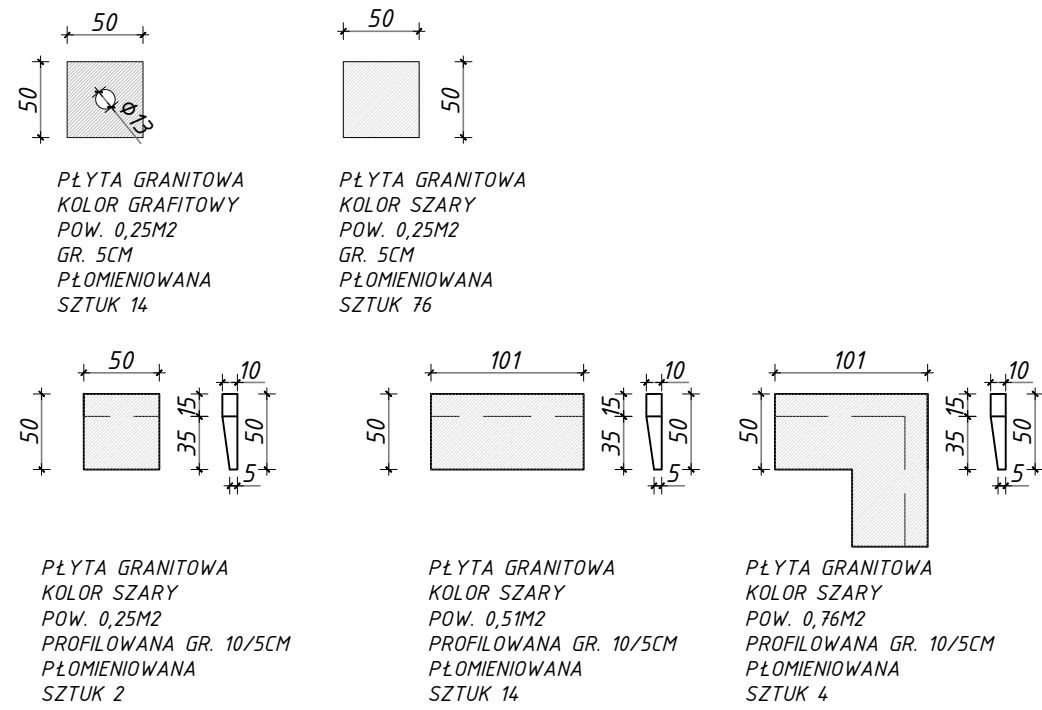 50
50
ø13
PŁYTA GRANITOWA
KOLOR GRAFITOWY
POW. 0,25M2
GR. 5CM
PŁOMIENIOWANA
SZTUK 14
50
50
PŁYTA GRANITOWA
KOLOR SZARY
POW. 0,25M2
GR. 5CM
PŁOMIENIOWANA
SZTUK 76
50
50
10
15
35
50
5
PŁYTA GRANITOWA
KOLOR SZARY
POW. 0,25M2
PROFILOWANA GR. 10/5CM
PŁOMIENIOWANA
SZTUK 2
101
50
10
15
35
50
5
PŁYTA GRANITOWA
KOLOR SZARY
POW. 0,51M2
PROFILOWANA GR. 10/5CM
PŁOMIENIOWANA
SZTUK 14
101
50
10
15
35
50
5
PŁYTA GRANITOWA
KOLOR SZARY
POW. 0,76M2
PROFILOWANA GR. 10/5CM
PŁOMIENIOWANA
SZTUK 4